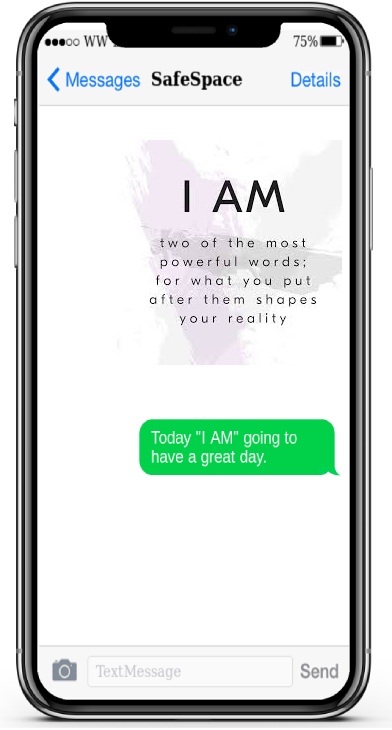 WW 75%
Messages SafeSpace Details
I AM
two of the most
powerful words;
for what you put
after them shapes
your reality
Today "I AM" going to
have a great day.
TextMessage Send